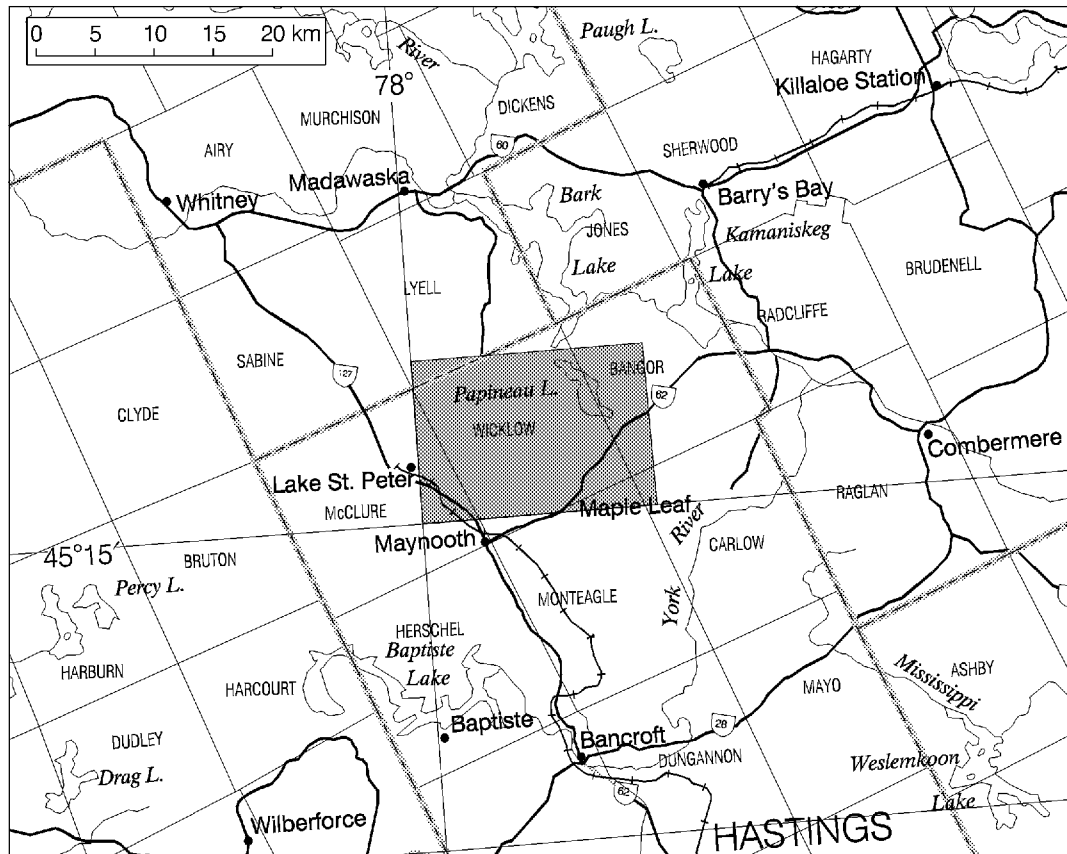 0 5 10 20 km
River
Paugh L.
HAGARTY
78°
Killaloe Station
DICKENS
MURCHISON
AIRY
60
SHERWOOD
Madawaska
Whitney
Bark
Barry's Bay
JONES
Kamaniskeg
Lake
Lake
BRUDENELL
LYELL
RADCLIFFE
SABINE
BANGOR
127
Papineau L.
62
CLYDE
WICKLOW
Combermere
Lake St. Peter
RAGLAN
McCLURE
Maple Leaf
River
Maynooth
CARLOW
45°15′
BRUTON
Percy L.
MONTEAGLE
York
HERSCHEL
Baptiste
Lake
HARBURN
HARCOURT
MAYO
Mississippi
ASHBY
Baptiste
28
DUDLEY
Bancroft
DUNGANNON
Weslemkoon
Drag L.
62
Lake
Wilberforce
HASTINGS